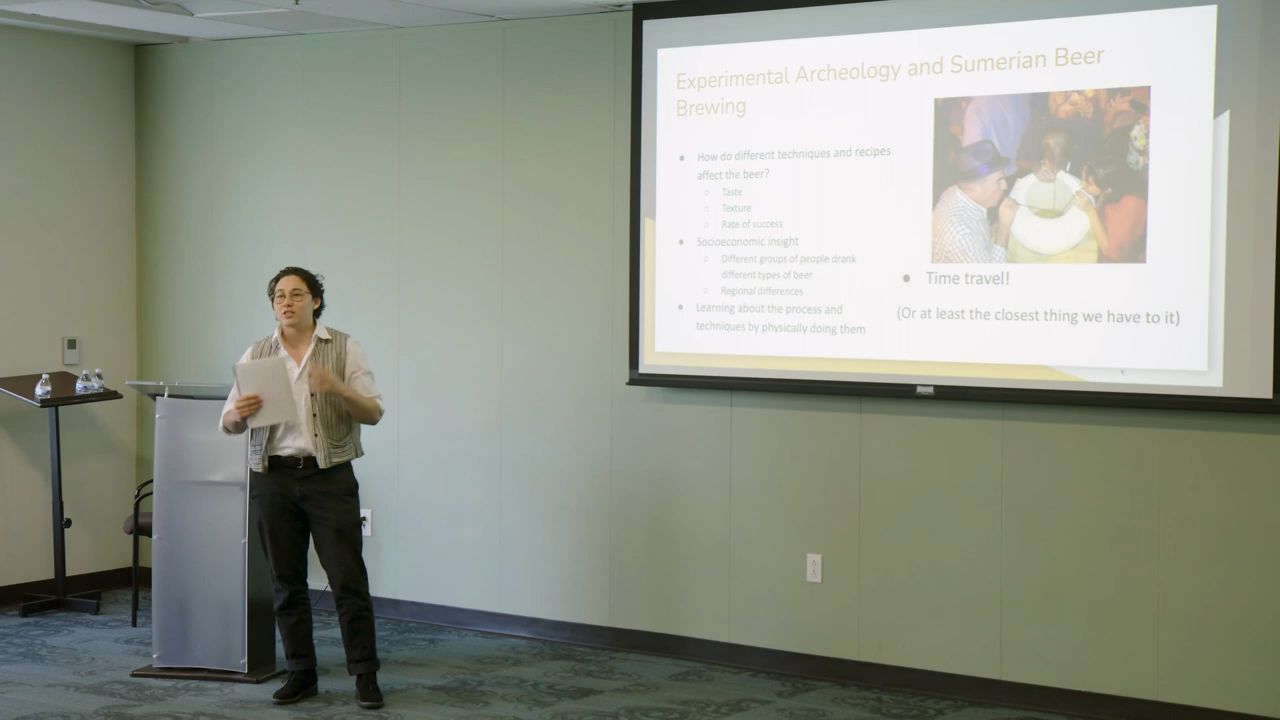 Experimental Archeology and Sumerian Beer
Brewing
How do different techniques and recipes
affect the beer?
Taste
Texture
Rate of success
Socioeconomic insight
Different groups of people drank
different types of beer
Regional differences
Learning about the process and
techniques by physically doing them
Time travel!
(Or at least the closest thing we have to it)